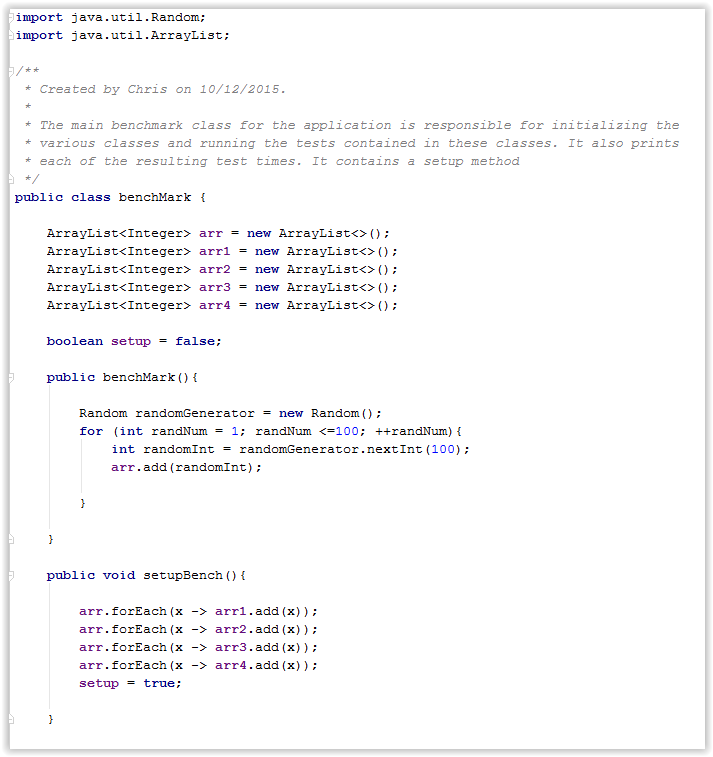 import java.util.Random;
import java.util.ArrayList;

/**
 * Created by Chris on 10/12/2015.
 *
 * The main benchmark class for the application is responsible for initializing the
 * various classes and running the tests contained in these classes. It also prints
 * each of the resulting test times. It contains a setup method
 */
public class benchMark {

    ArrayList<Integer> arr = new ArrayList<>();
    ArrayList<Integer> arr1 = new ArrayList<>();
    ArrayList<Integer> arr2 = new ArrayList<>();
    ArrayList<Integer> arr3 = new ArrayList<>();
    ArrayList<Integer> arr4 = new ArrayList<>();

    boolean setup = false;

    public benchMark(){

        Random randomGenerator = new Random();
        for (int randNum = 1; randNum <=100; ++randNum){
            int randomInt = randomGenerator.nextInt(100);
            arr.add(randomInt);

        }

    }

    public void setupBench(){

        arr.forEach(x -> arr1.add(x));
        arr.forEach(x -> arr2.add(x));
        arr.forEach(x -> arr3.add(x));
        arr.forEach(x -> arr4.add(x));
        setup = true;

    }